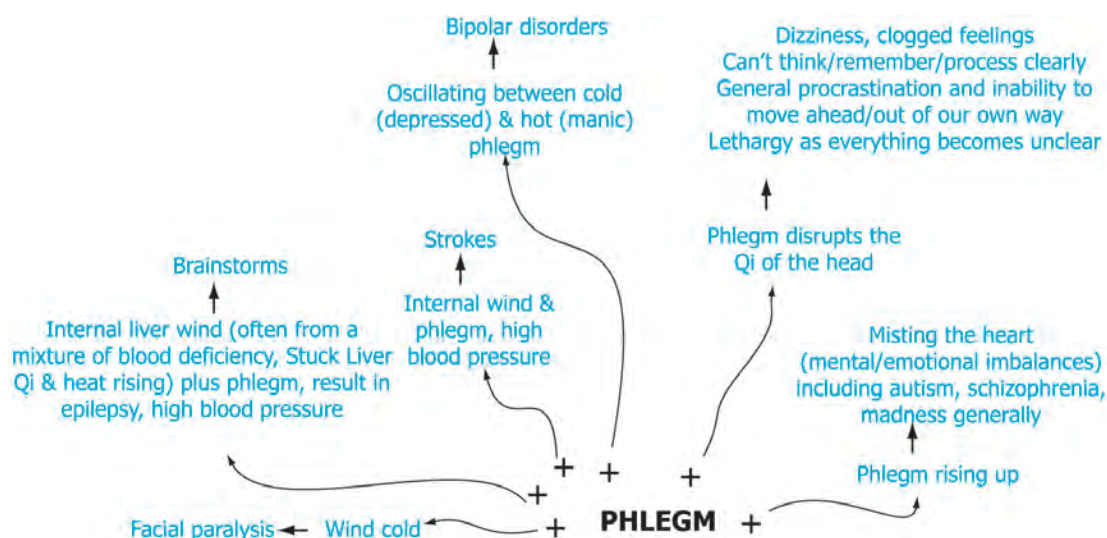 Bipolar disorders
Oscillating between cold
(depressed) & hot (manic)
phlegm
Dizziness, clogged feelings
Can't think/remember/process clearly
General procrastination and inability to
move ahead/out of our own way
Lethargy as everything becomes unclear
Phlegm disrupts the
Qi of the head
Strokes
Internal wind &
phlegm, high
blood pressure
Brainstorms
Internal liver wind (often from a
mixture of blood deficiency, Stuck Liver
Qi & heat rising) plus phlegm, result in
epilepsy, high blood pressure
Misting the heart
(mental/emotional imbalances)
including autism, schizophrenia,
madness generally
Phlegm rising up
Facial paralysis
Wind cold
+
+
+
+
+
+
PHLEGM
+